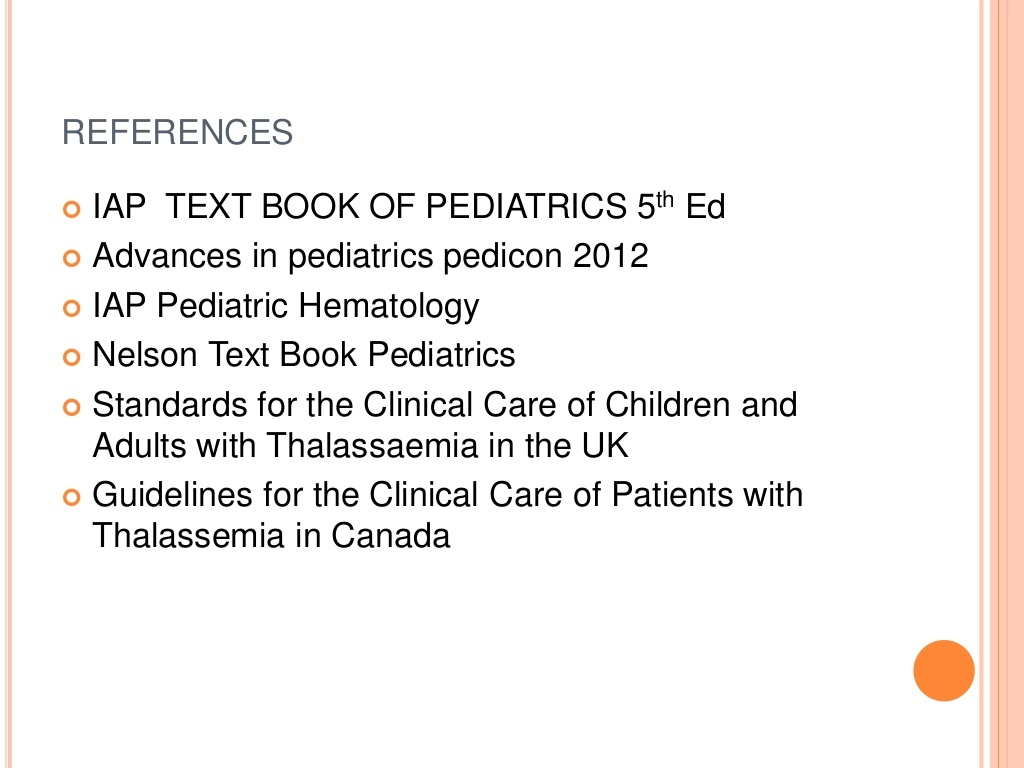 REFERENCES
IAP  TEXT BOOK OF PEDIATRICS 5th Ed
Advances in pediatrics pedicon 2012
IAP Pediatric Hematology
Nelson Text Book Pediatrics
Standards for the Clinical Care of Children and
Adults with Thalassaemia in the UK
Guidelines for the Clinical Care of Patients with
Thalassemia in Canada